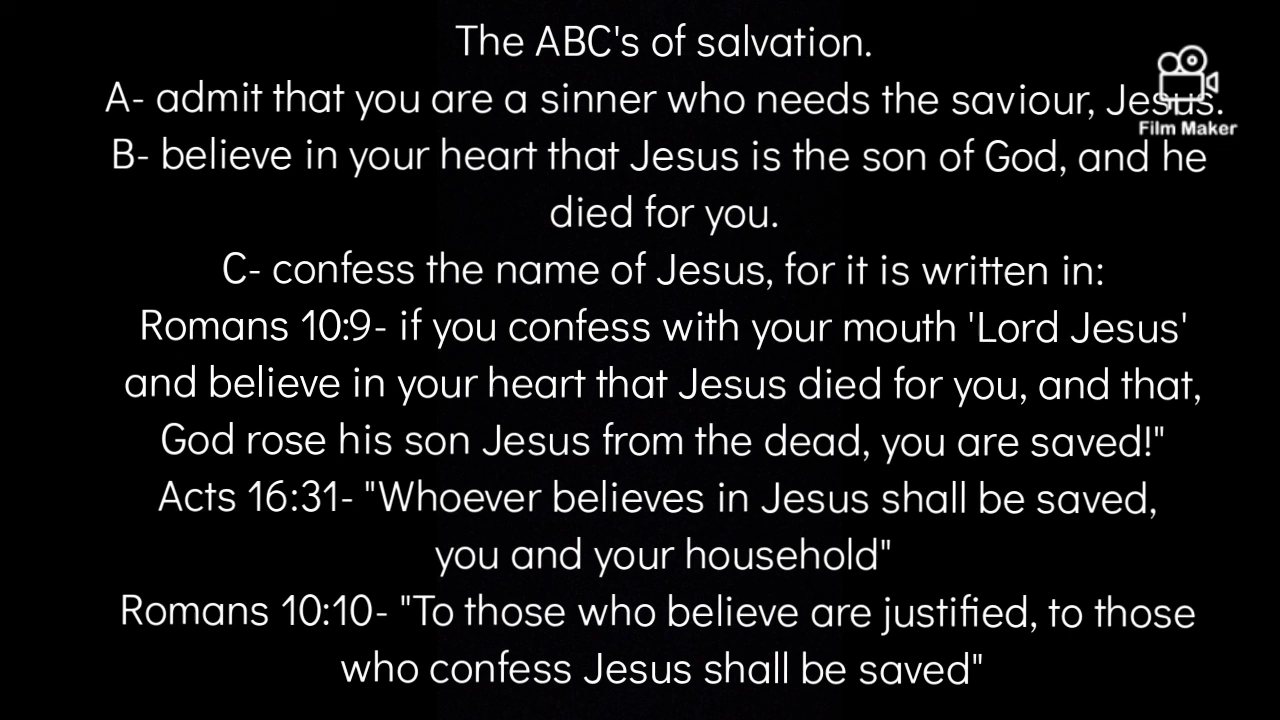 The ABC's of salvation.
A- admit that you are a sinner who needs the saviour, Jesus.
Film Maker
B- believe in your heart that Jesus is the son of God, and he
died for you.
C- confess the name of Jesus, for it is written in:
Romans 10:9- if you confess with your mouth 'Lord Jesus'
and believe in your heart that Jesus died for you, and that,
God rose his son Jesus from the dead, you are saved!"
Acts 16:31- "Whoever believes in Jesus shall be saved,
you and your household"
Romans 10:10- "To those who believe are justified, to those
who confess Jesus shall be saved"